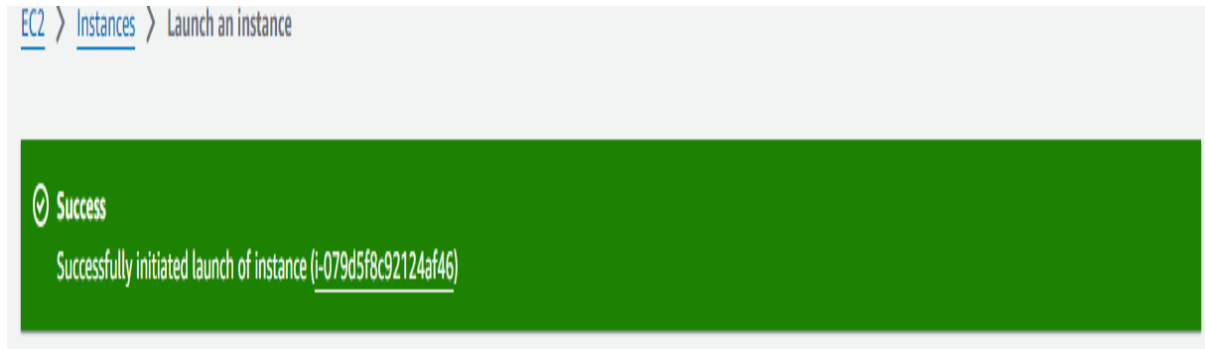 EC2 > Instances > Launch an instance
Success
Successfully initiated launch of instance (i-079d5f8c92124af46)